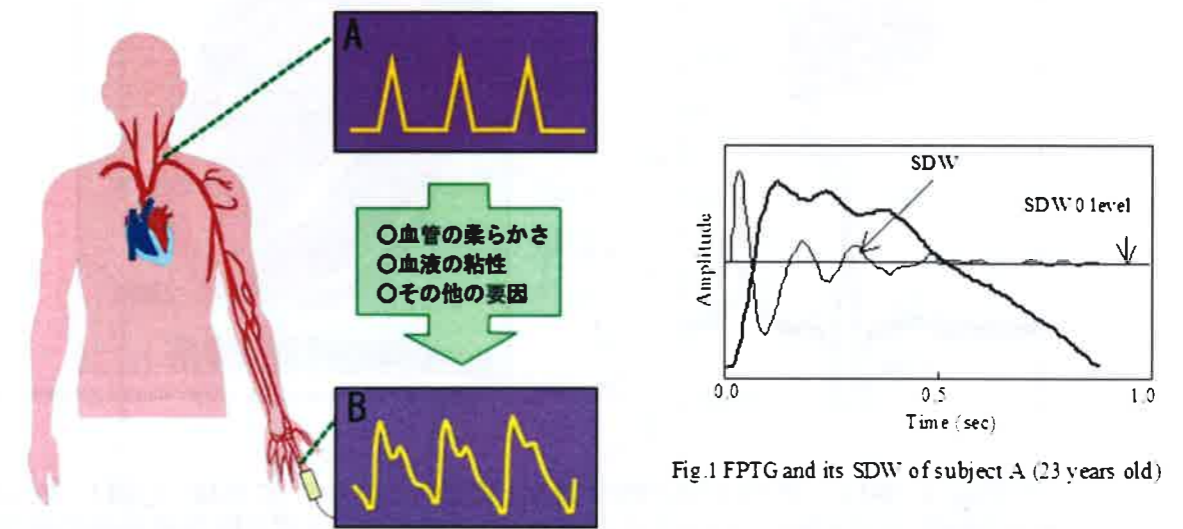 A
○血管の柔らかさ
○血液の粘性
○その他の要因
B
SDW
SDW 0 level
Amplitude
0.0
0.5
1.0
Time (sec)
Fig.1 FPTG and its SDW of subject A (23 years old)